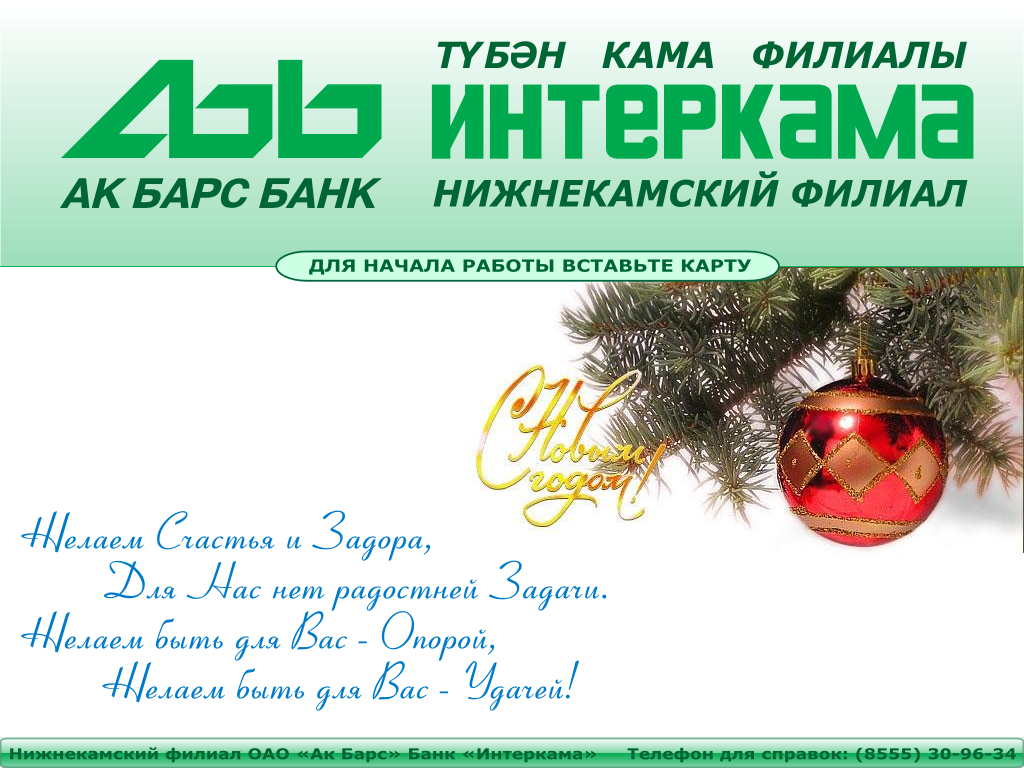 ТҮБӘН КАМА ФИЛИАЛЫ
ИНТЕРКАМА
АК БАРС БАНК
НИЖНЕКАМСКИЙ ФИЛИАЛ
ДЛЯ НАЧАЛА РАБОТЫ ВСТАВЬТЕ КАРТУ
С Новым
годом!
Желаем Счастья и Задора,
Для Нас нет радостней Задачи.
Желаем быть для Вас - Опорой,
Желаем быть для Вас - Удачей!
Нижнекамский филиал ОАО «Ак Барс» Банк «Интеркама» Телефон для справок: (8555) 30-96-34